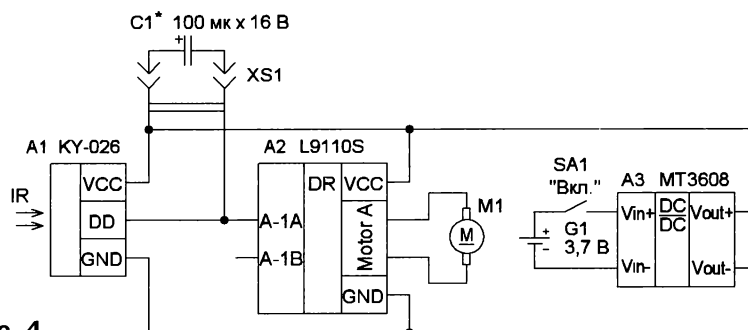 C1* 100 мк x 16 В
+
XS1
A1 KY-026
A2 L9110S
SA1
"Вкл."
A3 MT3608
IR
VCC
DD
GND
A-1A
A-1B
DR
VCC
Motor A
GND
M1
M
+
G1
3,7 В
Vin+
Vin-
DC
DC
Vout+
Vout-